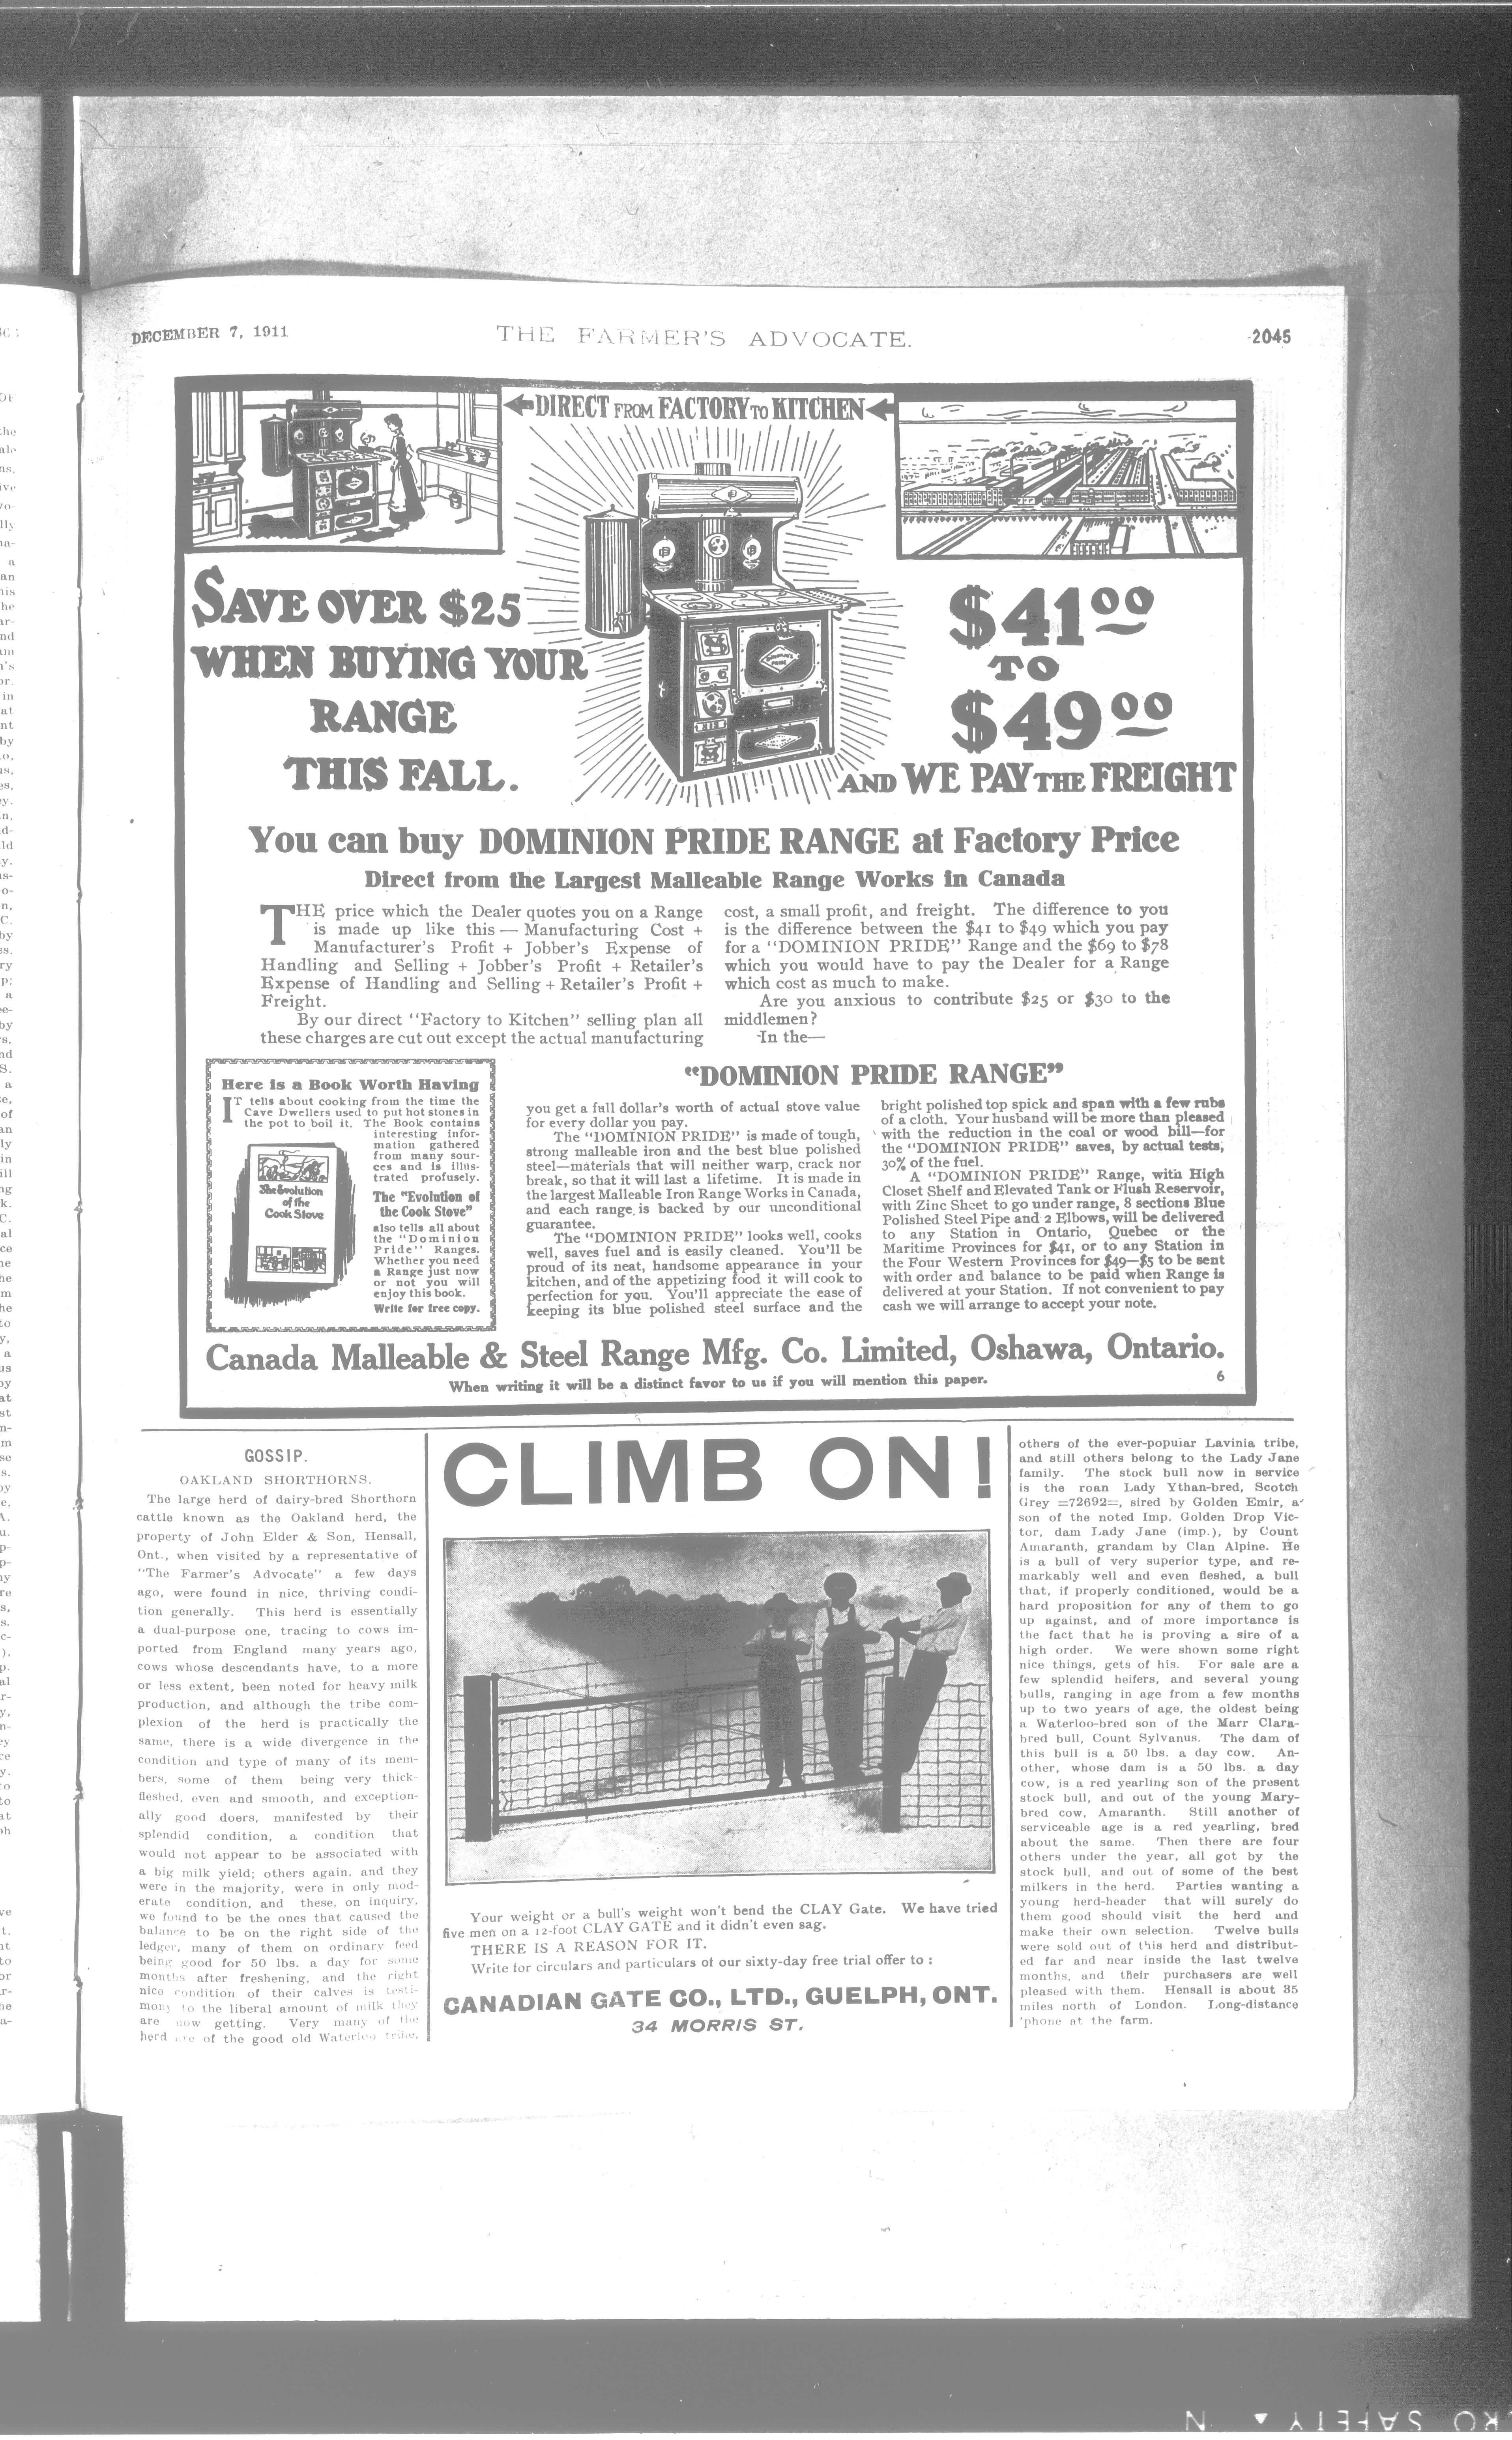 DECEMBER 7, 1911
THE FARMER'S ADVOCATE.
2045
DIRECT FROM FACTORY TO KITCHEN
SAVE OVER $25
WHEN BUYING YOUR
RANGE
THIS FALL.
$41 00
TO
$49 00
AND WE PAY THE FREIGHT
You can buy DOMINION PRIDE RANGE at Factory Price
Direct from the Largest Malleable Range Works in Canada
THE price which the Dealer quotes you on a Range
is made up like this — Manufacturing Cost +
Manufacturer's Profit + Jobber's Expense of
Handling and Selling + Jobber's Profit + Retailer's
Expense of Handling and Selling + Retailer's Profit +
Freight.
By our direct "Factory to Kitchen" selling plan all
these charges are cut out except the actual manufacturing
cost, a small profit, and freight. The difference to you
is the difference between the $41 to $49 which you pay
for a "DOMINION PRIDE" Range and the $69 to $78
which you would have to pay the Dealer for a Range
which cost as much to make.
Are you anxious to contribute $25 or $30 to the
middlemen?
In the—
Here is a Book Worth Having
IT tells about cooking from the time the
Cave Dwellers used to put hot stones in
the pot to boil it. The Book contains
interesting infor-
mation gathered
from many sour-
ces and is illus-
trated profusely.
The "Evolution of
the Cook Stove"
also tells all about
the "Dominion
Pride" Ranges.
Whether you need
a Range just now
or not you will
enjoy this book.
Write for free copy.
The Evolution
of the
Cook Stove
"DOMINION PRIDE RANGE"
you get a full dollar's worth of actual stove value
for every dollar you pay.
The "DOMINION PRIDE" is made of tough,
strong malleable iron and the best blue polished
steel—materials that will neither warp, crack nor
break, so that it will last a lifetime. It is made in
the largest Malleable Iron Range Works in Canada,
and each range is backed by our unconditional
guarantee.
The "DOMINION PRIDE" looks well, cooks
well, saves fuel and is easily cleaned. You'll be
proud of its neat, handsome appearance in your
kitchen, and of the appetizing food it will cook to
perfection for you. You'll appreciate the ease of
keeping its blue polished steel surface and the
bright polished top spick and span with a few rubs
of a cloth. Your husband will be more than pleased
with the reduction in the coal or wood bill—for
the "DOMINION PRIDE" saves, by actual tests,
30% of the fuel.
A "DOMINION PRIDE" Range, with High
Closet Shelf and Elevated Tank or Flush Reservoir,
with Zinc Sheet to go under range, 8 sections Blue
Polished Steel Pipe and 2 Elbows, will be delivered
to any Station in Ontario, Quebec or the
Maritime Provinces for $41, or to any Station in
the Four Western Provinces for $49—$5 to be sent
with order and balance to be paid when Range is
delivered at your Station. If not convenient to pay
cash we will arrange to accept your note.
Canada Malleable & Steel Range Mfg. Co. Limited, Oshawa, Ontario.
When writing it will be a distinct favor to us if you will mention this paper.
6
GOSSIP.
OAKLAND SHORTHORNS.
The large herd of dairy-bred Shorthorn
cattle known as the Oakland herd, the
property of John Elder & Son, Hensall,
Ont., when visited by a representative of
"The Farmer's Advocate" a few days
ago, were found in nice, thriving condi-
tion generally. This herd is essentially
a dual-purpose one, tracing to cows im-
ported from England many years ago,
cows whose descendants have, to a more
or less extent, been noted for heavy milk
production, and although the tribe com-
plexion of the herd is practically the
same, there is a wide divergence in the
condition and type of many of its mem-
bers, some of them being very thick-
fleshed, even and smooth, and exception-
ally good doers, manifested by their
splendid condition, a condition that
would not appear to be associated with
a big milk yield; others again, and they
were in the majority, were in only mod-
erate condition, and these, on inquiry,
we found to be the ones that caused the
balance to be on the right side of the
ledger, many of them on ordinary feed
being good for 50 lbs. a day for some
months after freshening, and the right
nice condition of their calves is testi-
mony to the liberal amount of milk they
are now getting. Very many of the
herd are of the good old Waterloo tribe,
CLIMB ON!
Your weight or a bull's weight won't bend the CLAY Gate. We have tried
five men on a 12-foot CLAY GATE and it didn't even sag.
THERE IS A REASON FOR IT.
Write for circulars and particulars of our sixty-day free trial offer to :
CANADIAN GATE CO., LTD., GUELPH, ONT.
34 MORRIS ST.
others of the ever-popular Lavinia tribe,
and still others belong to the Lady Jane
family. The stock bull now in service
is the roan Lady Ythan-bred, Scotch
Grey =72692=, sired by Golden Emir, a
son of the noted Imp. Golden Drop Vic-
tor, dam Lady Jane (imp.), by Count
Amaranth, grandam by Clan Alpine. He
is a bull of very superior type, and re-
markably well and even fleshed, a bull
that, if properly conditioned, would be a
hard proposition for any of them to go
up against, and of more importance is
the fact that he is proving a sire of a
high order. We were shown some right
nice things, gets of his. For sale are a
few splendid heifers, and several young
bulls, ranging in age from a few months
up to two years of age, the oldest being
a Waterloo-bred son of the Marr Clara-
bred bull, Count Sylvanus. The dam of
this bull is a 50 lbs. a day cow. An-
other, whose dam is a 50 lbs. a day
cow, is a red yearling son of the present
stock bull, and out of the young Mary-
bred cow, Amaranth. Still another of
serviceable age is a red yearling, bred
about the same. Then there are four
others under the year, all got by the
stock bull, and out of some of the best
milkers in the herd. Parties wanting a
young herd-header that will surely do
them good should visit the herd and
make their own selection. Twelve bulls
were sold out of this herd and distribut-
ed far and near inside the last twelve
months, and their purchasers are well
pleased with them. Hensall is about 35
miles north of London. Long-distance
'phone at the farm.